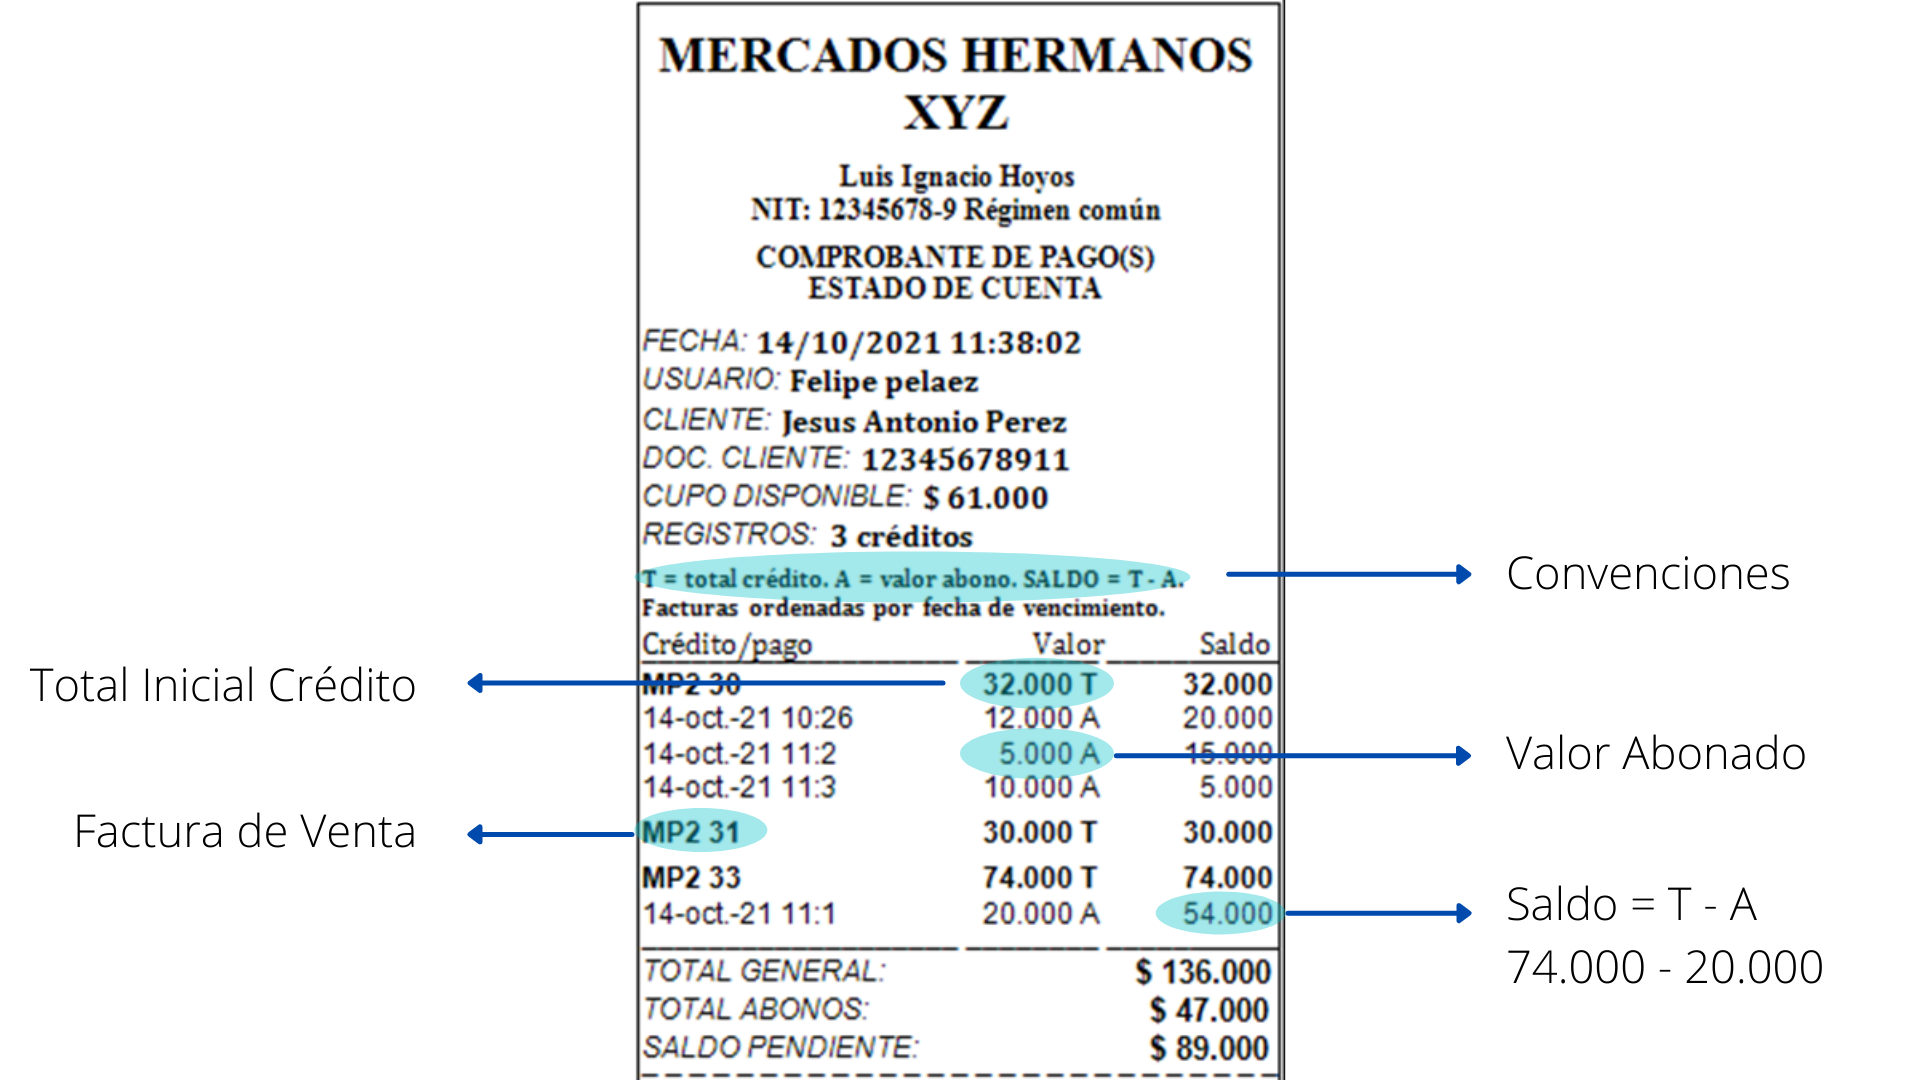 MERCADOS HERMANOS
XYZ
Luis Ignacio Hoyos
NIT: 12345678-9 Régimen común
COMPROBANTE DE PAGO(S)
ESTADO DE CUENTA
FECHA: 14/10/2021 11:38:02
USUARIO: Felipe pelaez
CLIENTE: Jesus Antonio Perez
DOC. CLIENTE: 12345678911
CUPO DISPONIBLE: $ 61.000
REGISTROS: 3 créditos
T = total crédito. A = valor abono. SALDO = T - A.
Convenciones
Facturas ordenadas por fecha de vencimiento.
Crédito/pago Valor Saldo
Total Inicial Crédito
MP2 30 32.000 T 32.000
14-oct.-21 10:26 12.000 A 20.000
14-oct.-21 11:2 5.000 A 15.000
Valor Abonado
14-oct.-21 11:3 10.000 A 5.000
Factura de Venta
MP2 31 30.000 T 30.000
MP2 33 74.000 T 74.000
14-oct.-21 11:1 20.000 A 54.000
Saldo = T - A
74.000 - 20.000
TOTAL GENERAL: $ 136.000
TOTAL ABONOS: $ 47.000
SALDO PENDIENTE: $ 89.000